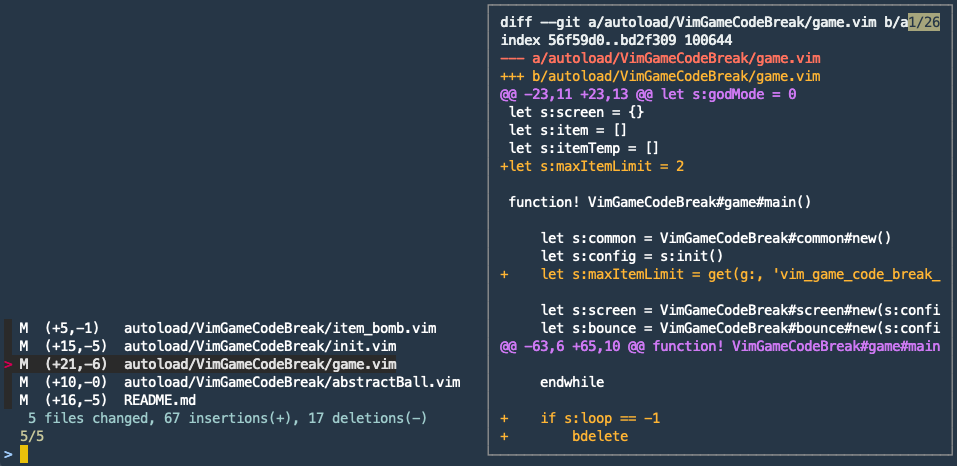 M  (+5,-1)   autoload/VimGameCodeBreak/item_bomb.vim
M  (+15,-5)  autoload/VimGameCodeBreak/init.vim
> M  (+21,-6)  autoload/VimGameCodeBreak/game.vim
M  (+10,-0)  autoload/VimGameCodeBreak/abstractBall.vim
M  (+16,-5)  README.md
5 files changed, 67 insertions(+), 17 deletions(-)
5/5
>
diff --git a/autoload/VimGameCodeBreak/game.vim b/a1/26
index 56f59d0..bd2f309 100644
--- a/autoload/VimGameCodeBreak/game.vim
+++ b/autoload/VimGameCodeBreak/game.vim
@@ -23,11 +23,13 @@ let s:godMode = 0
 let s:screen = {}
 let s:item = []
 let s:itemTemp = []
+let s:maxItemLimit = 2
 function! VimGameCodeBreak#game#main()
     let s:common = VimGameCodeBreak#common#new()
     let s:config = s:init()
+    let s:maxItemLimit = get(g:, 'vim_game_code_break_
     let s:screen = VimGameCodeBreak#screen#new(s:confi
     let s:bounce = VimGameCodeBreak#bounce#new(s:confi
@@ -63,6 +65,10 @@ function! VimGameCodeBreak#game#main
     endwhile
+    if s:loop == -1
+        bdelete